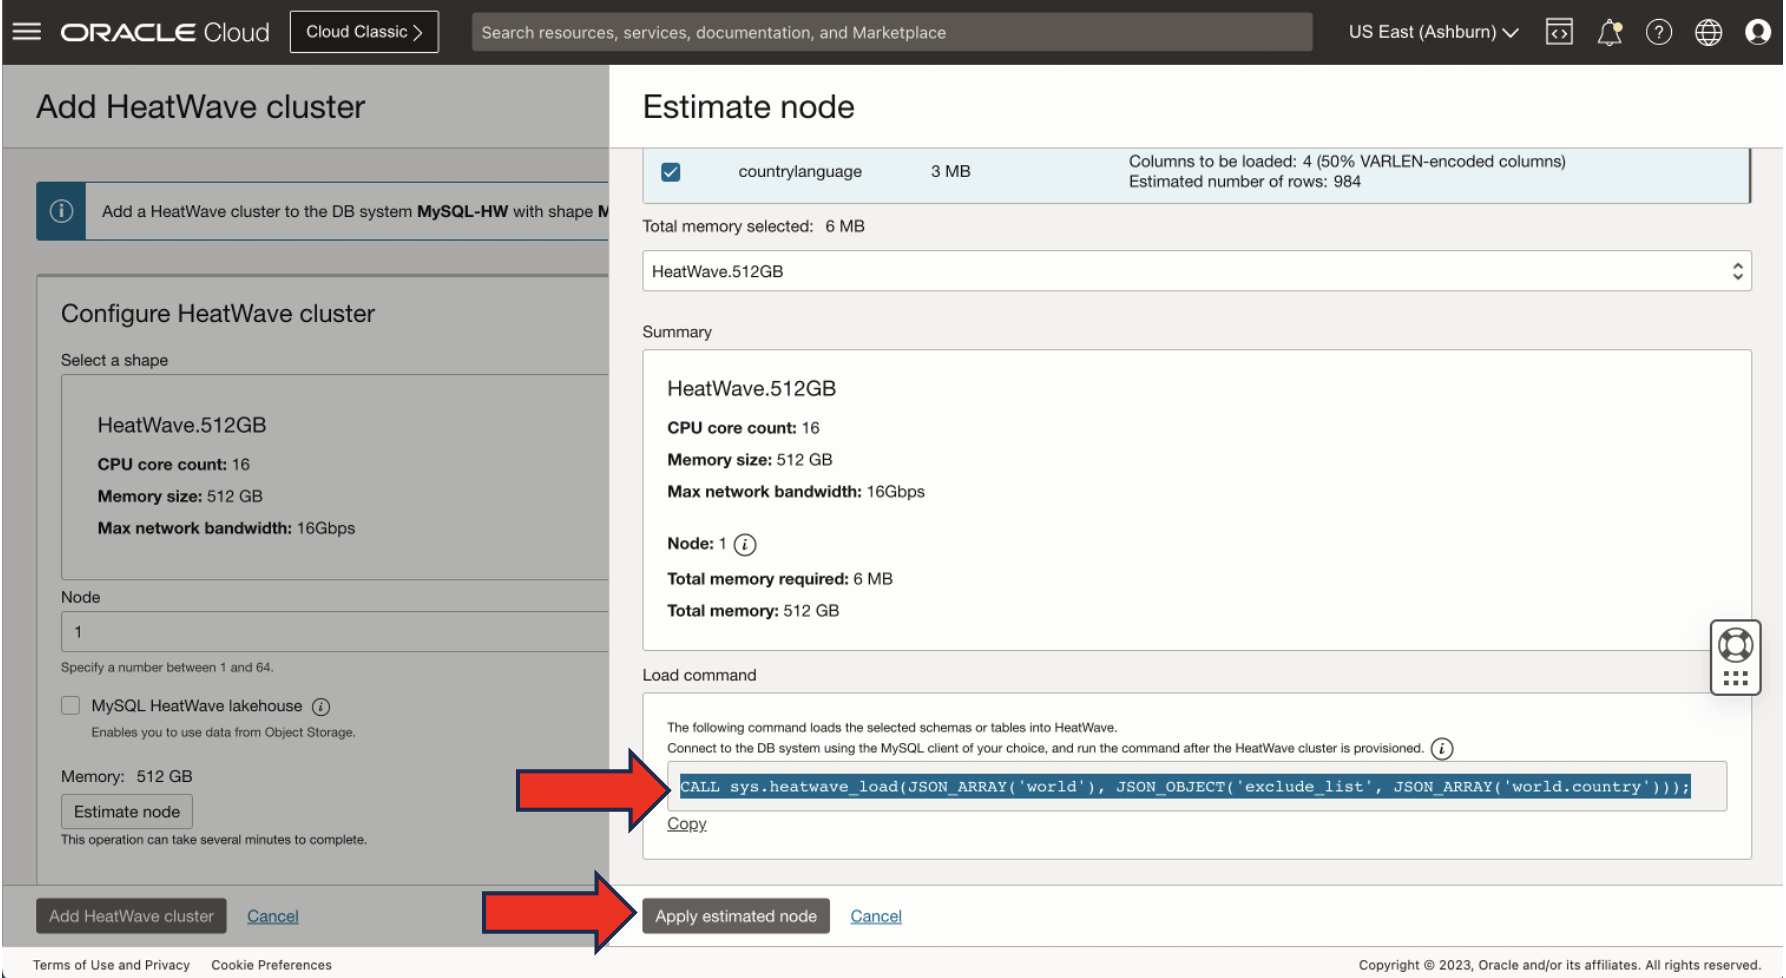 ORACLE Cloud
Cloud Classic
Search resources, services, documentation, and Marketplace
US East (Ashburn)
Add HeatWave cluster
Add a HeatWave cluster to the DB system MySQL-HW with shape M
Configure HeatWave cluster
Select a shape
HeatWave.512GB
CPU core count: 16
Memory size: 512 GB
Max network bandwidth: 16Gbps
Node
1
Specify a number between 1 and 64.
MySQL HeatWave lakehouse
Enables you to use data from Object Storage.
Memory: 512 GB
Estimate node
This operation can take several minutes to complete.
Add HeatWave cluster Cancel
Estimate node
countrylanguage 3 MB
Columns to be loaded: 4 (50% VARLEN-encoded columns)
Estimated number of rows: 984
Total memory selected: 6 MB
HeatWave.512GB
Summary
HeatWave.512GB
CPU core count: 16
Memory size: 512 GB
Max network bandwidth: 16Gbps
Node: 1
Total memory required: 6 MB
Total memory: 512 GB
Load command
The following command loads the selected schemas or tables into HeatWave.
Connect to the DB system using the MySQL client of your choice, and run the command after the HeatWave cluster is provisioned.
CALL sys.heatwave_load(JSON_ARRAY('world'), JSON_OBJECT('exclude_list', JSON_ARRAY('world.country')));
Copy
Apply estimated node Cancel
Terms of Use and Privacy Cookie Preferences
Copyright © 2023, Oracle and/or its affiliates. All rights reserved.